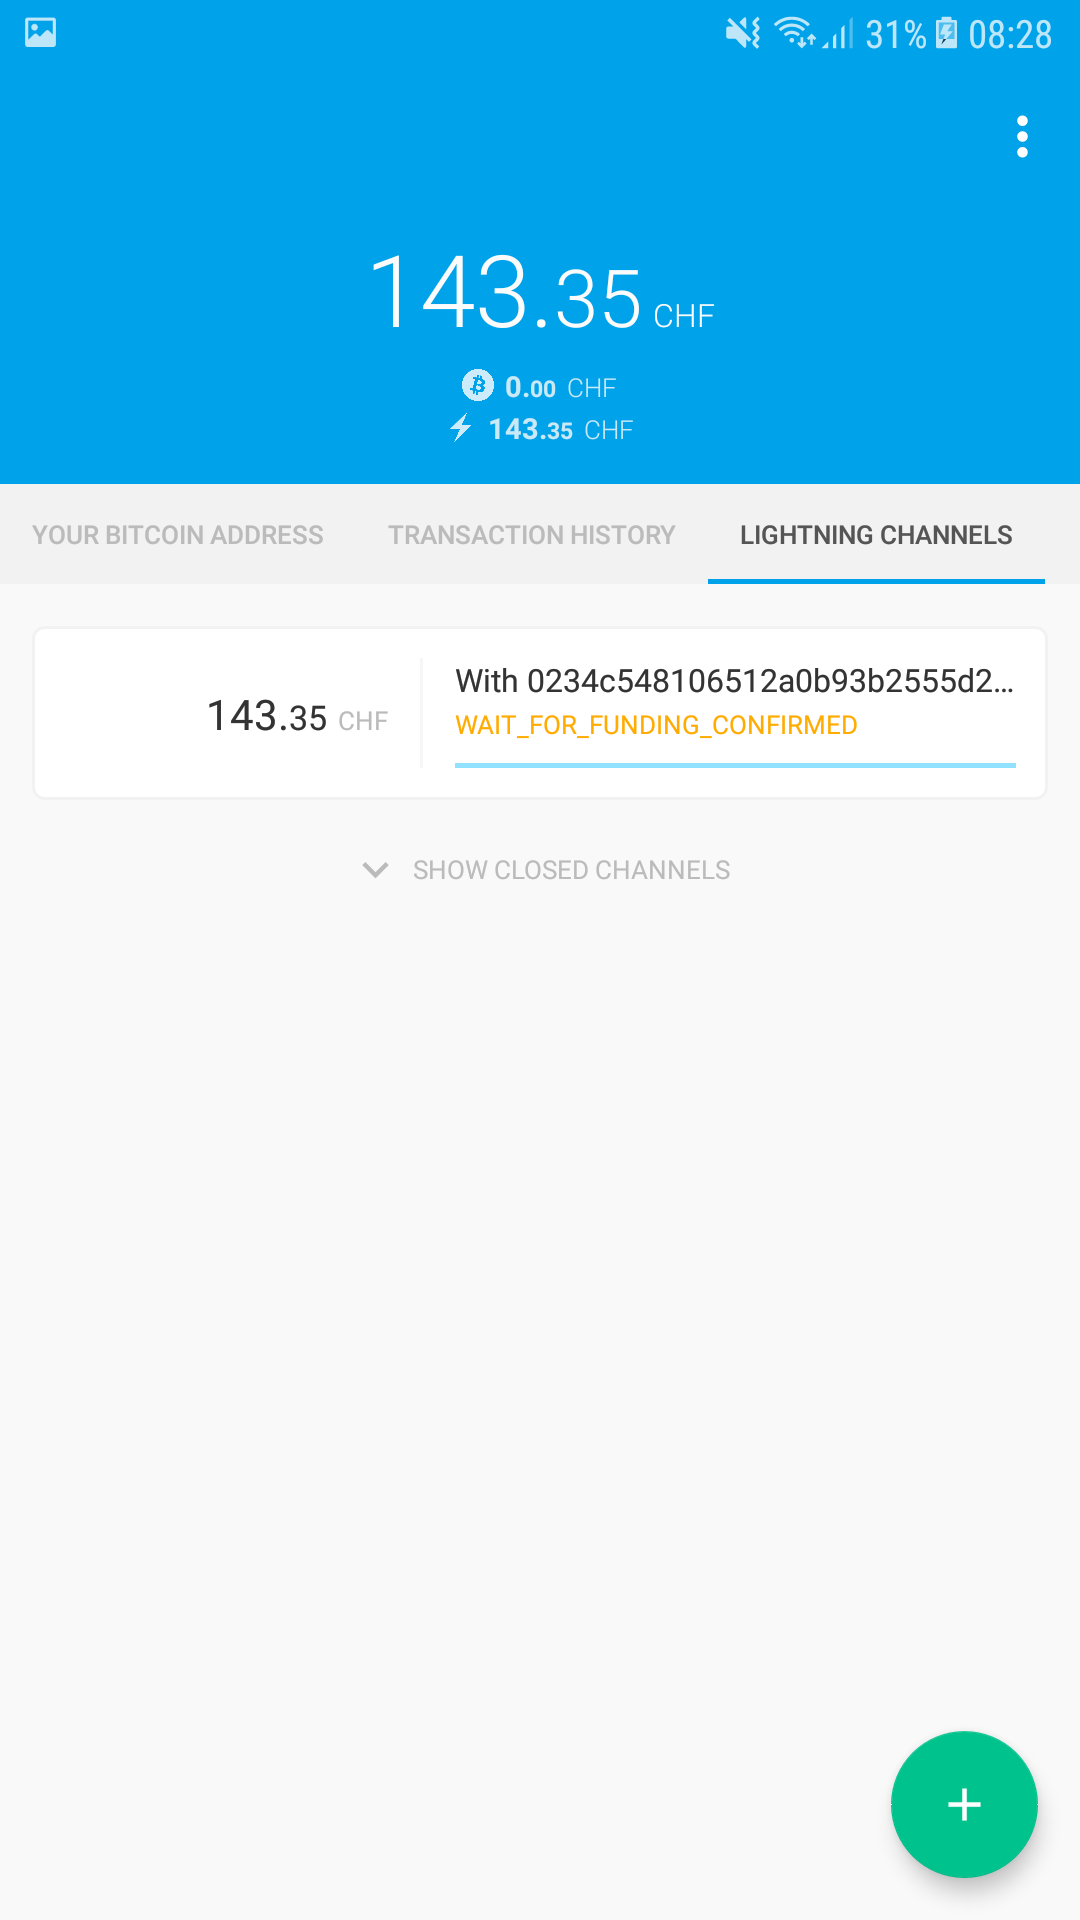 31% 08:28
143.35 CHF
0.00 CHF
143.35 CHF
YOUR BITCOIN ADDRESS TRANSACTION HISTORY LIGHTNING CHANNELS
With 0234c548106512a0b93b2555d2...
143.35 CHF
WAIT_FOR_FUNDING_CONFIRMED
SHOW CLOSED CHANNELS